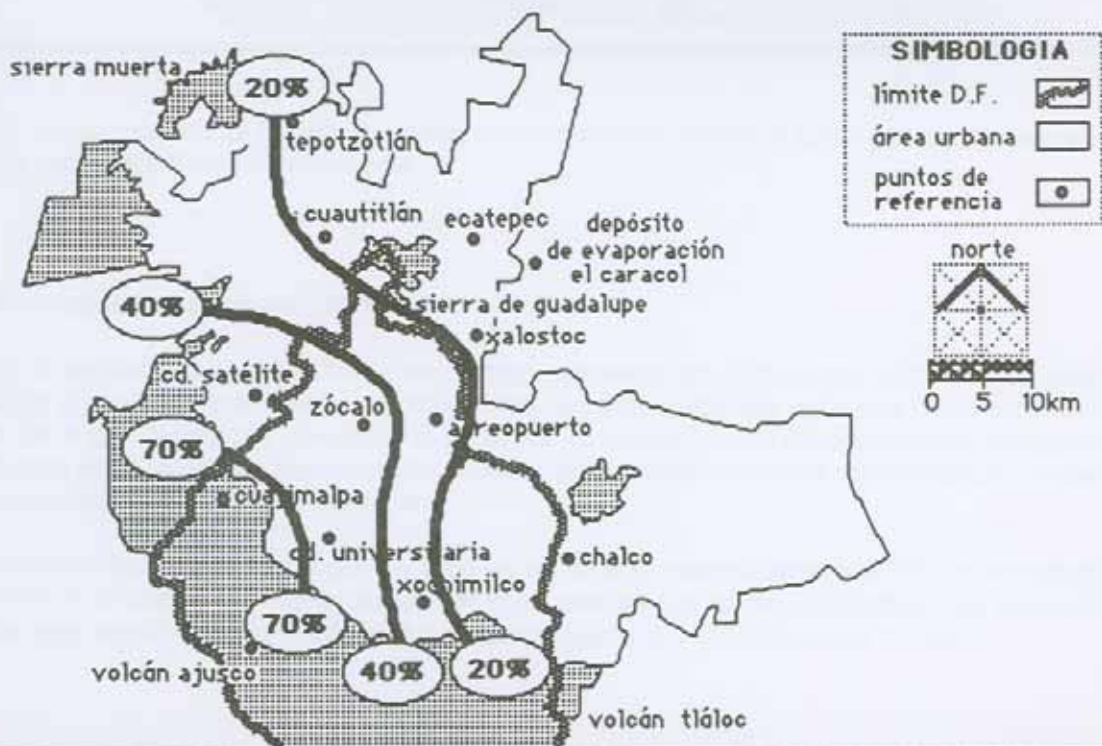 sierra muerta
20%
tepotzotlán
cuautitlán
ecatepec
depósito
de evaporación
el caracol
40%
sierra de guadalupe
xalostoc
cd. satélite
zócalo
aereopuerto
70%
cuajimalpa
cd. universitaria
chalco
xochimilco
70%
volcán ajusco
40%
20%
volcán tláloc
SIMBOLOGIA
límite D.F.
área urbana
puntos de
referencia
norte
0 5 10km